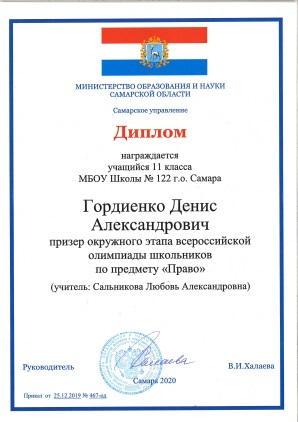 МИНИСТЕРСТВО ОБРАЗОВАНИЯ И НАУКИ
САМАРСКОЙ ОБЛАСТИ
Самарское управление
Диплом
награждается
учащийся 11 класса
МБОУ Школы № 122 г.о. Самара
Гордиенко Денис
Александрович
призер окружного этапа всероссийской
олимпиады школьников
по предмету «Право»
(учитель: Сальникова Любовь Александровна)
Руководитель
В.И.Халаева
Самара 2020
Приказ от 25.12.2019 № 467-од